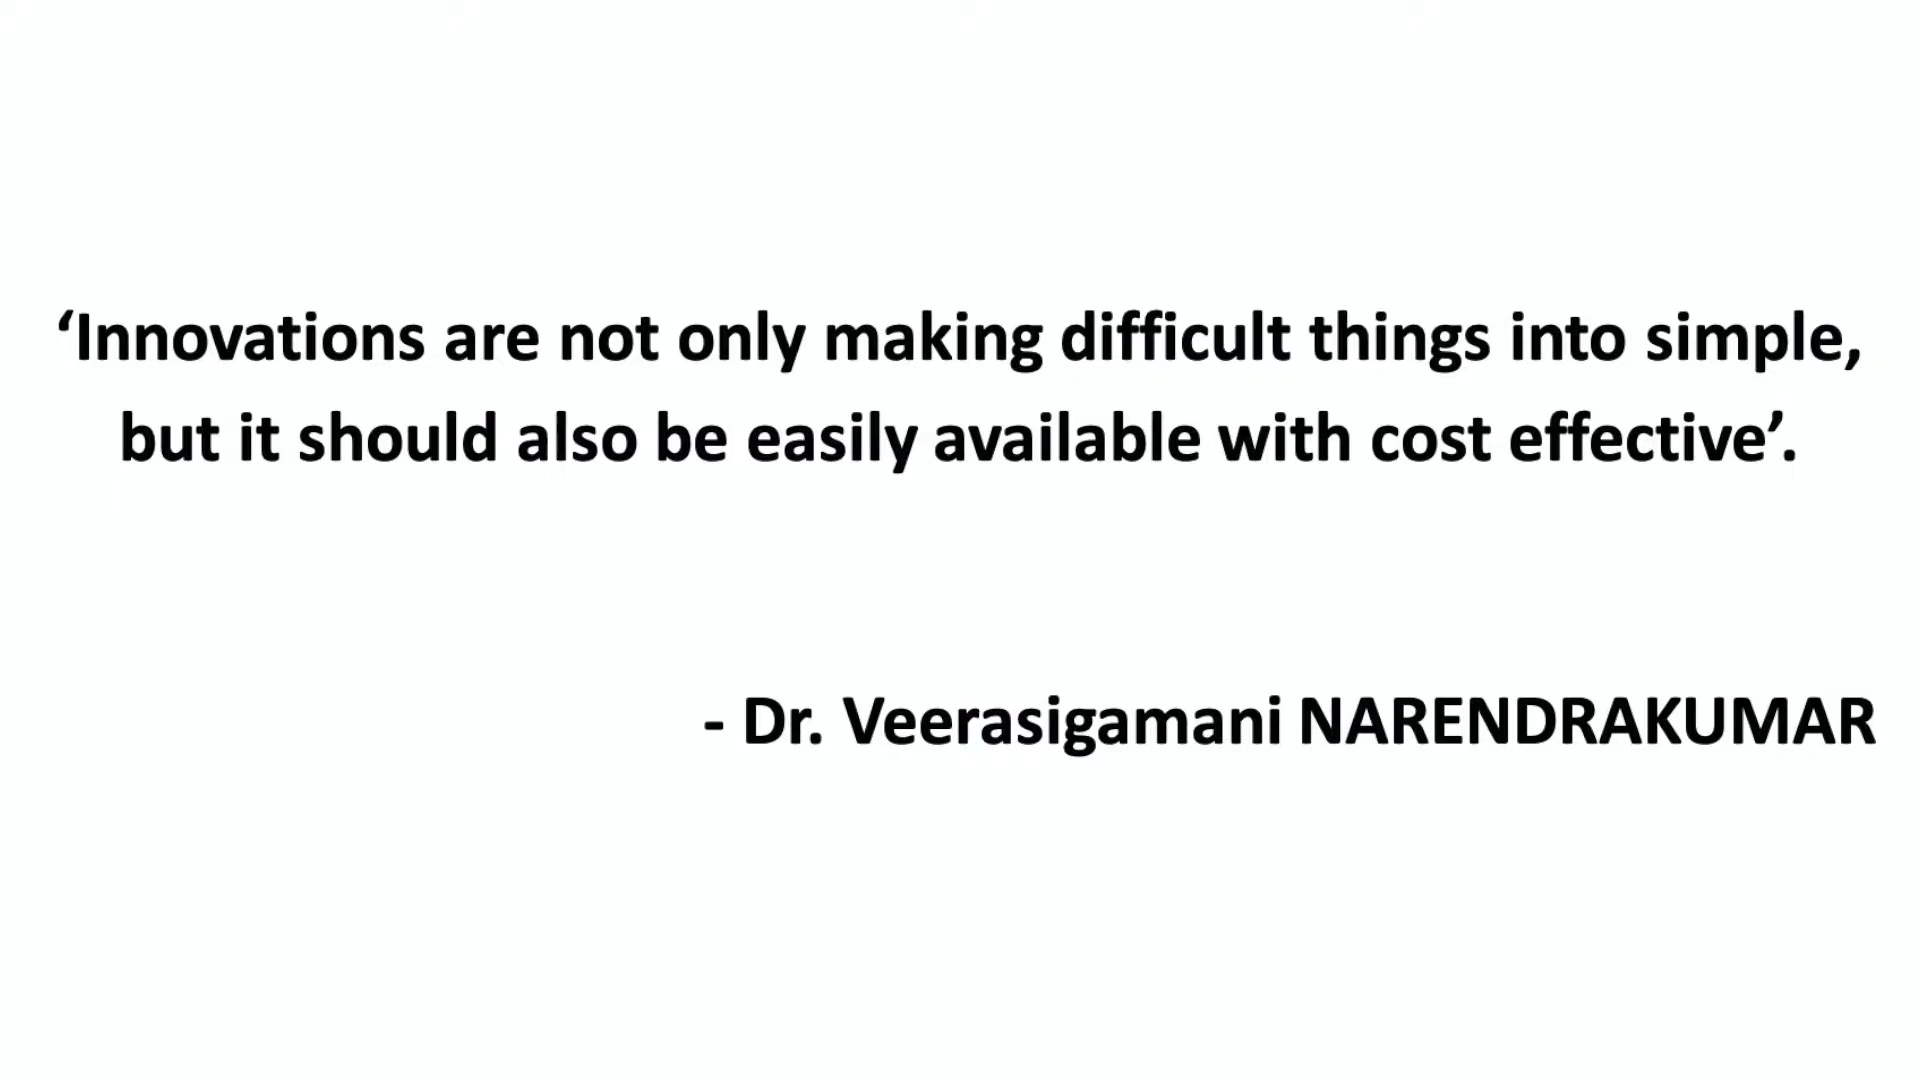 ‘Innovations are not only making difficult things into simple,
but it should also be easily available with cost effective’.
- Dr. Veerasigamani NARENDRAKUMAR